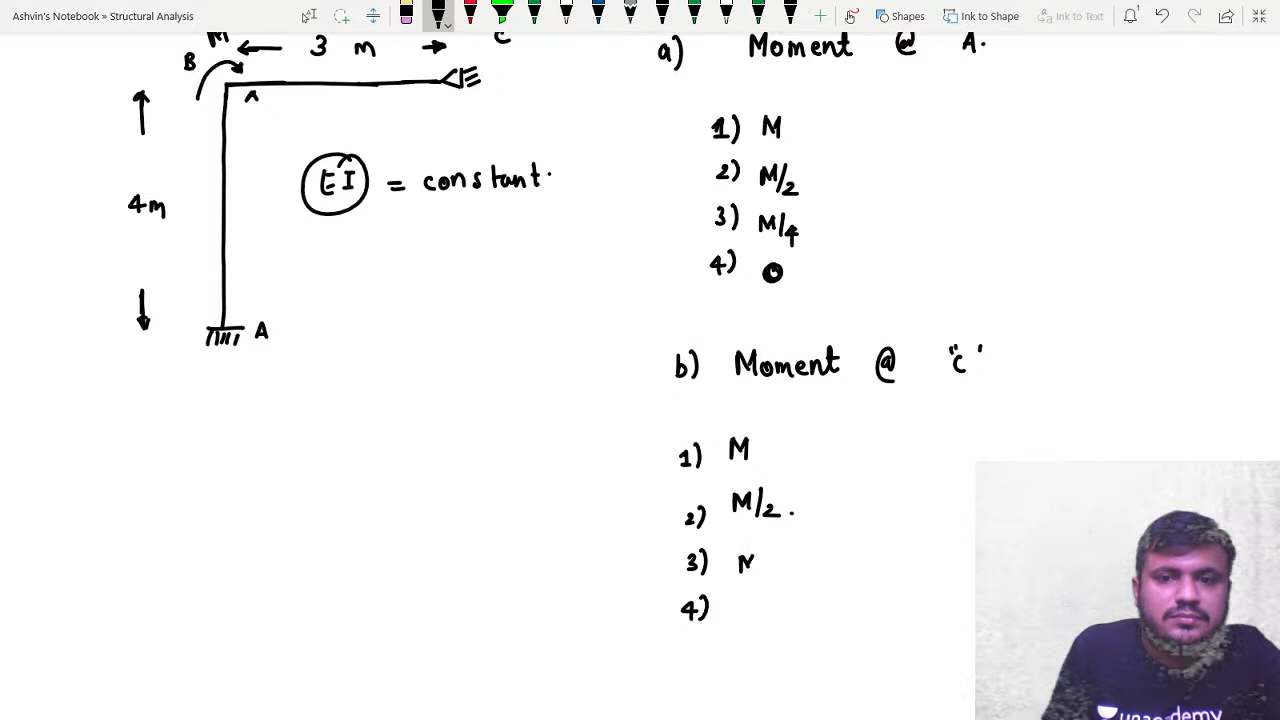 Ashvin's Notebook » Structural Analysis
Shapes
Ink to Shape
Ink to Text
M
3 m
C
B
4m
EI = constant.
A
a) Moment @ A.
1) M
2) M/2
3) M/4
4) 0
b) Moment @ "C"
1) M
2) M/2.
3) M
4)
unacademy